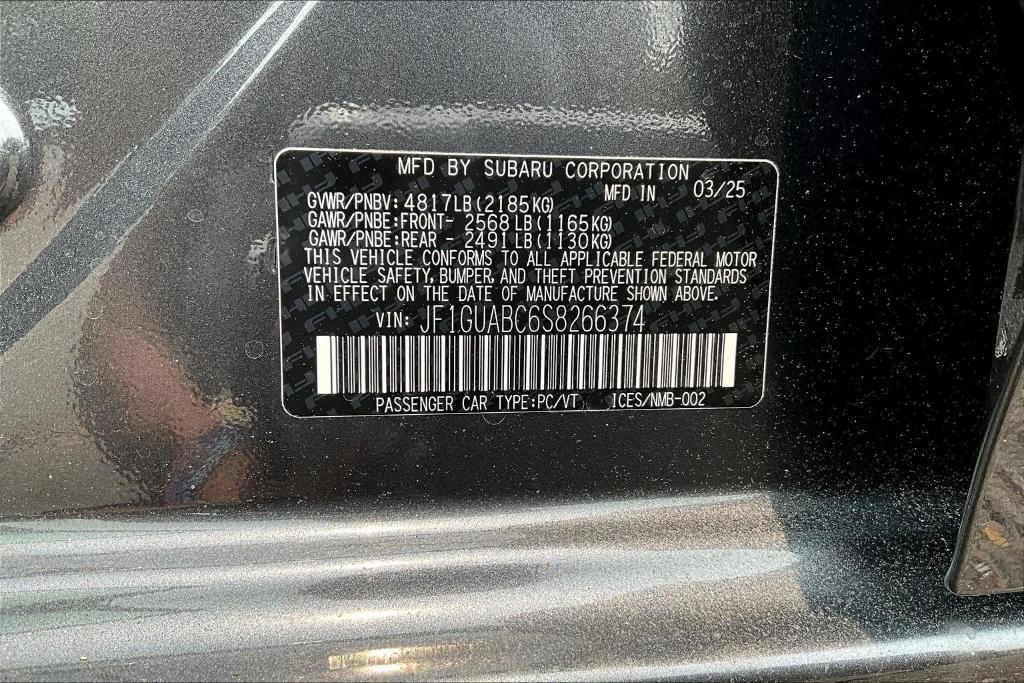 MFD BY SUBARU CORPORATION
MFD IN 03/25
GVWR/PNBV: 4817LB(2185KG)
GAWR/PNBE:FRONT- 2568LB(1165KG)
GAWR/PNBE:REAR - 2491LB(1130KG)
THIS VEHICLE CONFORMS TO ALL APPLICABLE FEDERAL MOTOR
VEHICLE SAFETY, BUMPER, AND THEFT PREVENTION STANDARDS
IN EFFECT ON THE DATE OF MANUFACTURE SHOWN ABOVE.
VIN: JF1GUABC6S8266374
PASSENGER CAR TYPE:PC/VT ICES/NMB-002